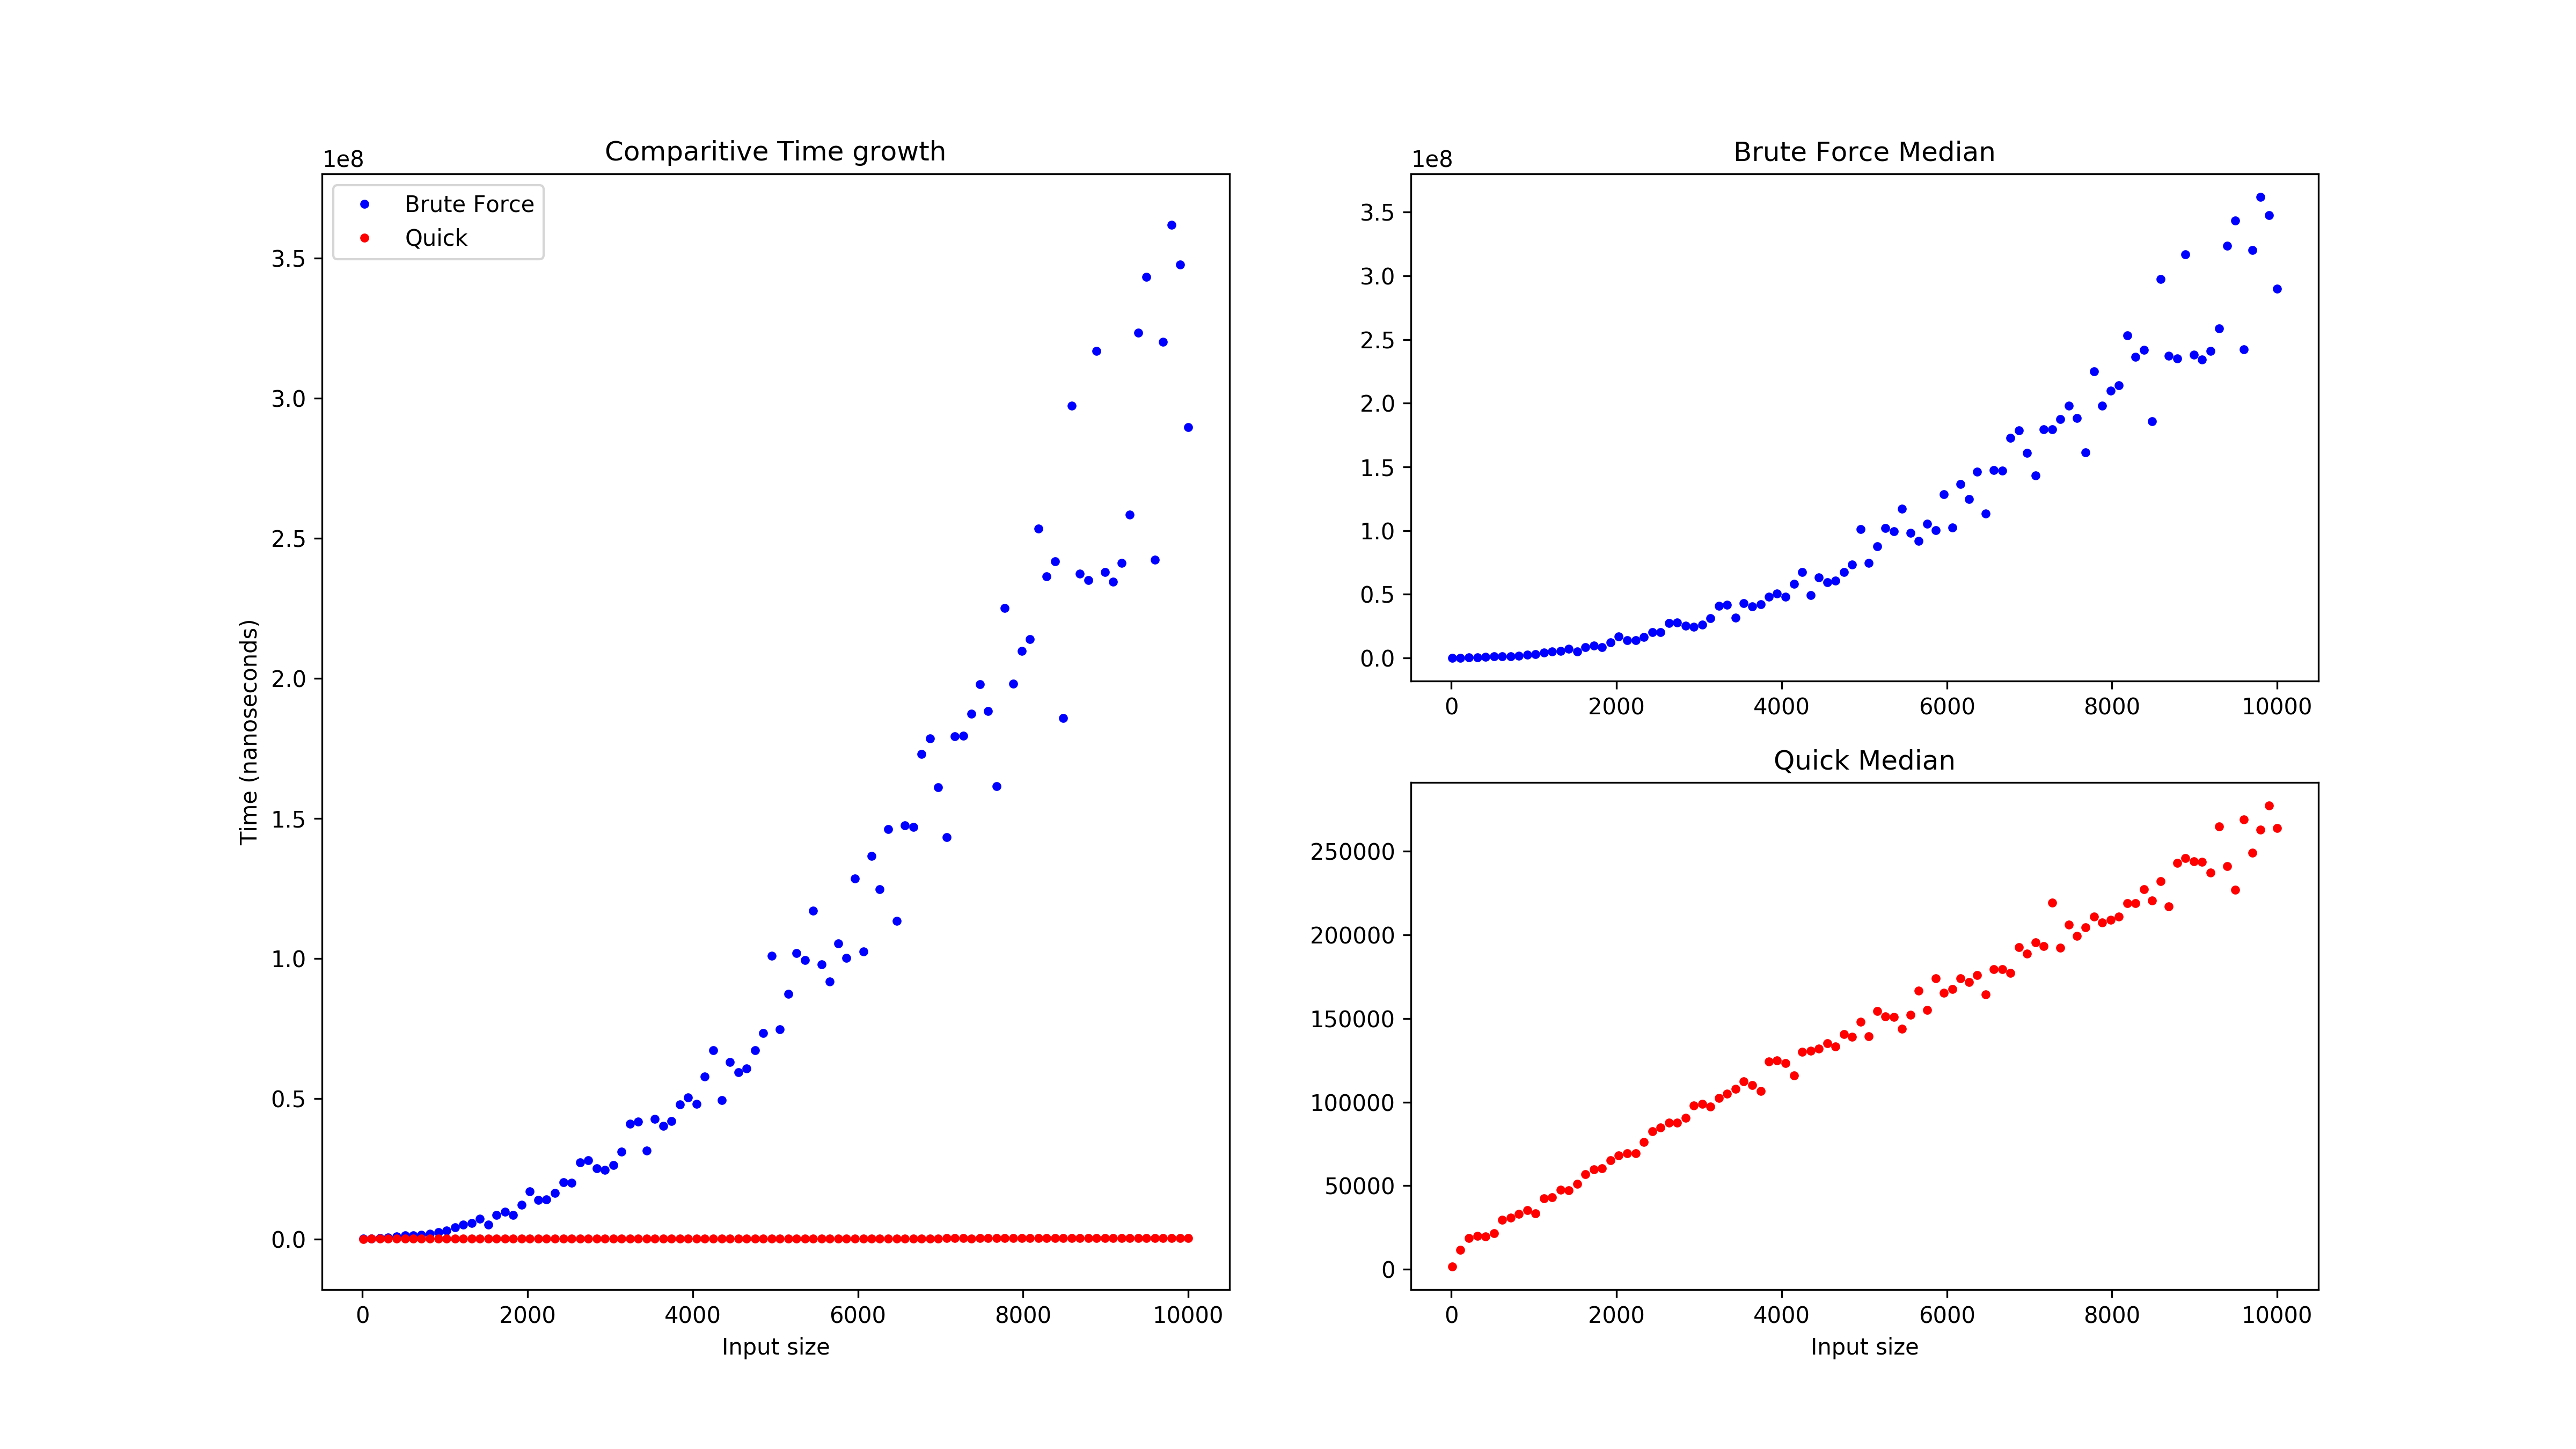 Comparitive Time growth
1e8
Brute Force
Quick
3.5
3.0
2.5
2.0
1.5
1.0
0.5
0.0
Time (nanoseconds)
0 2000 4000 6000 8000 10000
Input size
Brute Force Median
1e8
3.5
3.0
2.5
2.0
1.5
1.0
0.5
0.0
0 2000 4000 6000 8000 10000
Quick Median
250000
200000
150000
100000
50000
0
0 2000 4000 6000 8000 10000
Input size